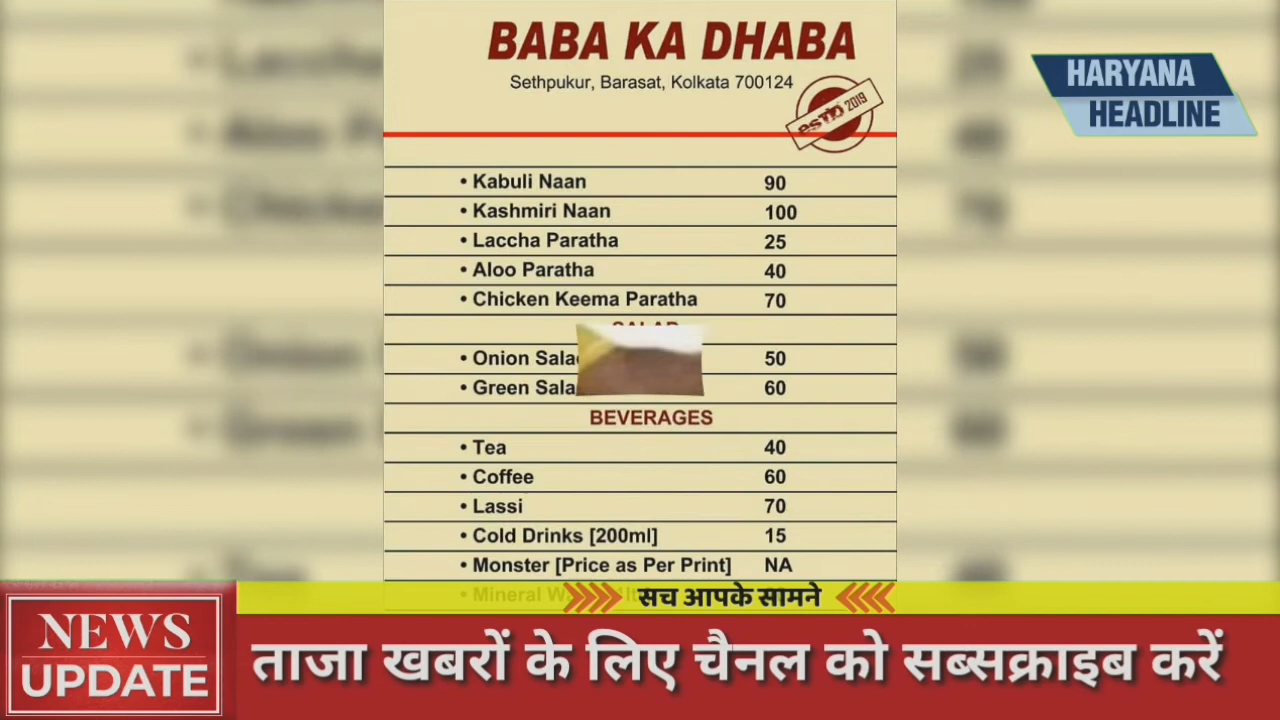 BABA KA DHABA
Sethpukur, Barasat, Kolkata 700124
ESTD 2019
HARYANA
HEADLINE
• Kabuli Naan 90
• Kashmiri Naan 100
• Laccha Paratha 25
• Aloo Paratha 40
• Chicken Keema Paratha 70
• Onion 50
• Green 60
BEVERAGES
• Tea 40
• Coffee 60
• Lassi 70
• Cold Drinks [200ml] 15
• Monster [Price as Per Print] NA
• Mineral
सच आपके सामने
NEWS
UPDATE
ताजा खबरों के लिए चैनल को सब्सक्राइब करें